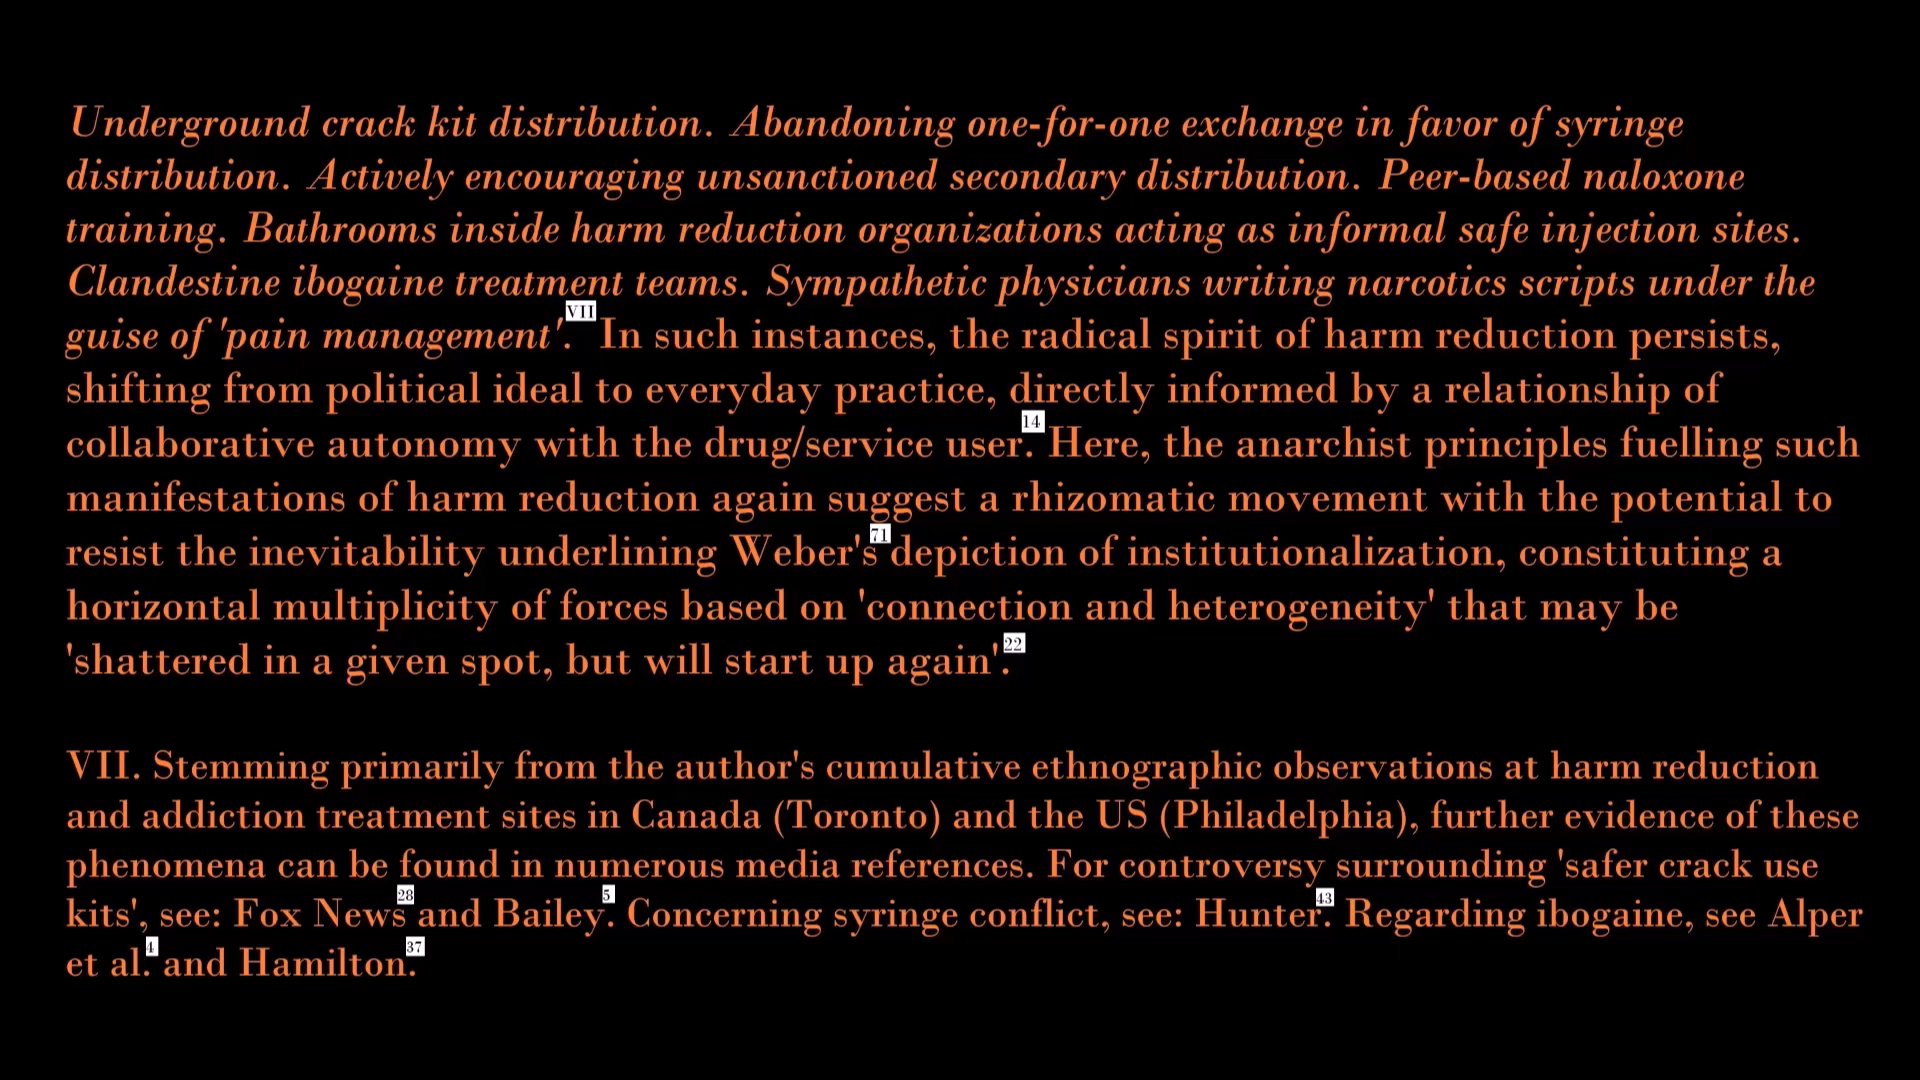 Underground crack kit distribution. Abandoning one-for-one exchange in favor of syringe
distribution. Actively encouraging unsanctioned secondary distribution. Peer-based naloxone
training. Bathrooms inside harm reduction organizations acting as informal safe injection sites.
Clandestine ibogaine treatment teams. Sympathetic physicians writing narcotics scripts under the
guise of 'pain management'.VII In such instances, the radical spirit of harm reduction persists,
shifting from political ideal to everyday practice, directly informed by a relationship of
collaborative autonomy with the drug/service user.14 Here, the anarchist principles fuelling such
manifestations of harm reduction again suggest a rhizomatic movement with the potential to
resist the inevitability underlining Weber's71 depiction of institutionalization, constituting a
horizontal multiplicity of forces based on 'connection and heterogeneity' that may be
'shattered in a given spot, but will start up again'.22
VII. Stemming primarily from the author's cumulative ethnographic observations at harm reduction
and addiction treatment sites in Canada (Toronto) and the US (Philadelphia), further evidence of these
phenomena can be found in numerous media references. For controversy surrounding 'safer crack use
kits', see: Fox News28 and Bailey.5 Concerning syringe conflict, see: Hunter.43 Regarding ibogaine, see Alper
et al.4 and Hamilton.37